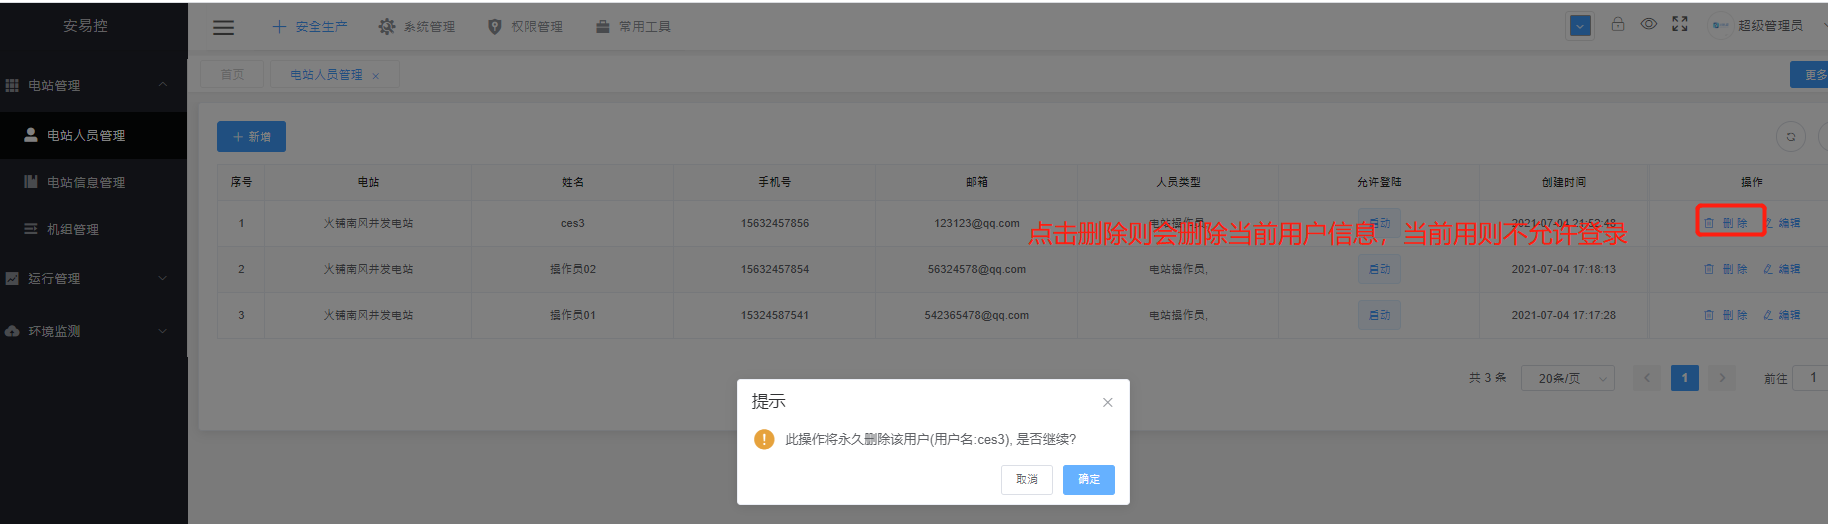 安易控
安全生产 系统管理 权限管理 常用工具
超级管理员
首页 电站人员管理
更多
电站管理
电站人员管理
电站信息管理
机组管理
运行管理
环境监测
新增
序号 电站 姓名 手机号 邮箱 人员类型 允许登陆 创建时间 操作
1 火铺南风井发电站 ces3 15632457856 123123@qq.com 电站操作员, 启动 2021-07-04 21:52:48 删除 编辑
点击删除则会删除当前用户信息，当前用则不允许登录
2 火铺南风井发电站 操作员02 15632457854 56324578@qq.com 电站操作员, 启动 2021-07-04 17:18:13 删除 编辑
3 火铺南风井发电站 操作员01 15324587541 542365478@qq.com 电站操作员, 启动 2021-07-04 17:17:28 删除 编辑
共 3 条 20条/页 1 前往 1
提示
此操作将永久删除该用户(用户名:ces3), 是否继续?
取消 确定